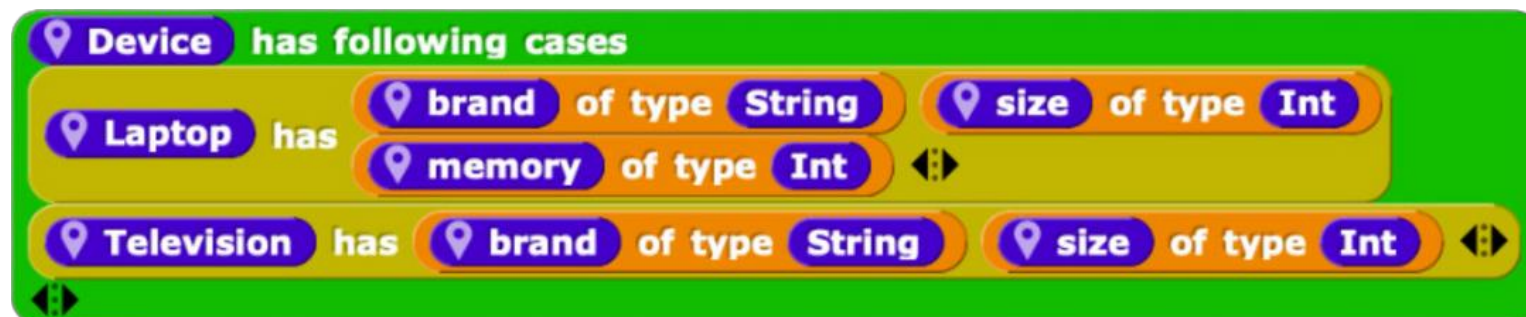 Device has following cases
brand of type String size of type Int
Laptop has
memory of type Int
Television has brand of type String size of type Int